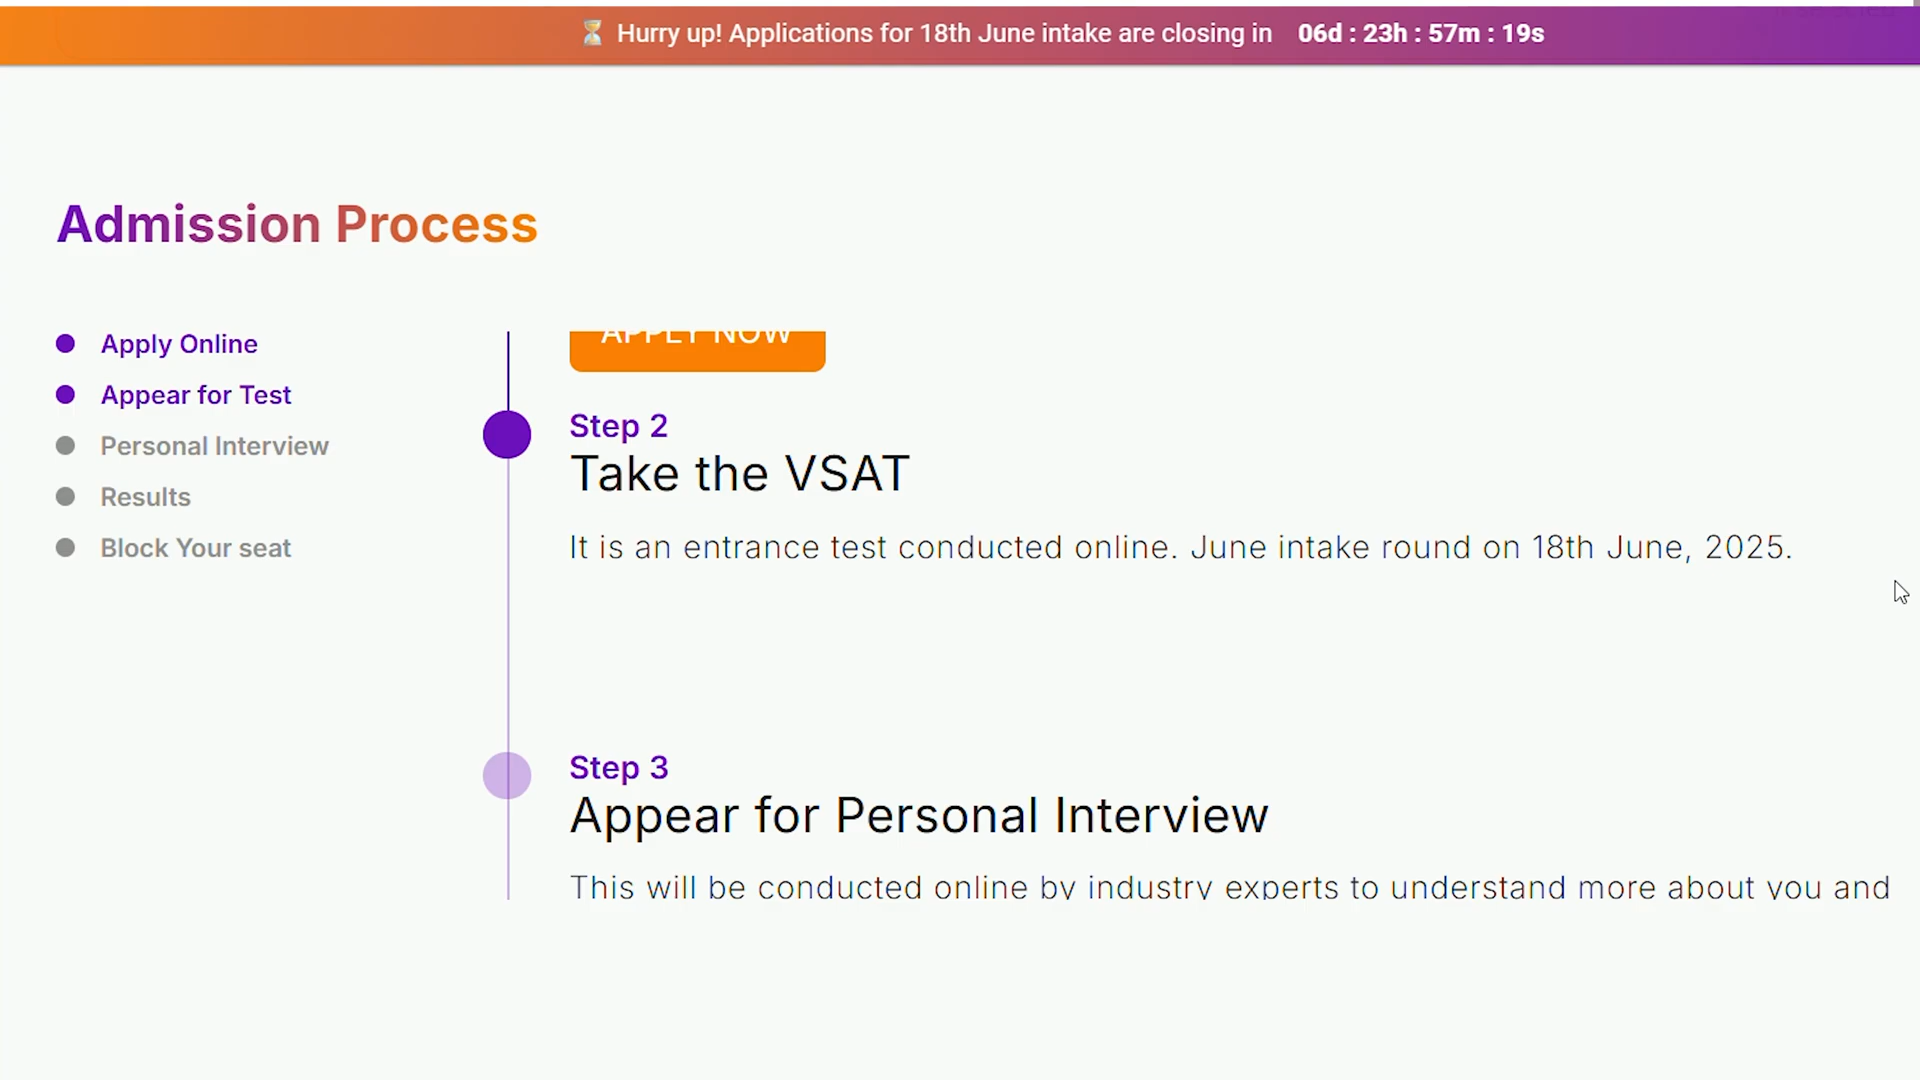 Hurry up! Applications for 18th June intake are closing in 06d : 23h : 57m : 19s
Admission Process
Apply Online
Appear for Test
Personal Interview
Results
Block Your seat
APPLY NOW
Step 2
Take the VSAT
It is an entrance test conducted online. June intake round on 18th June, 2025.
Step 3
Appear for Personal Interview
This will be conducted online by industry experts to understand more about you and